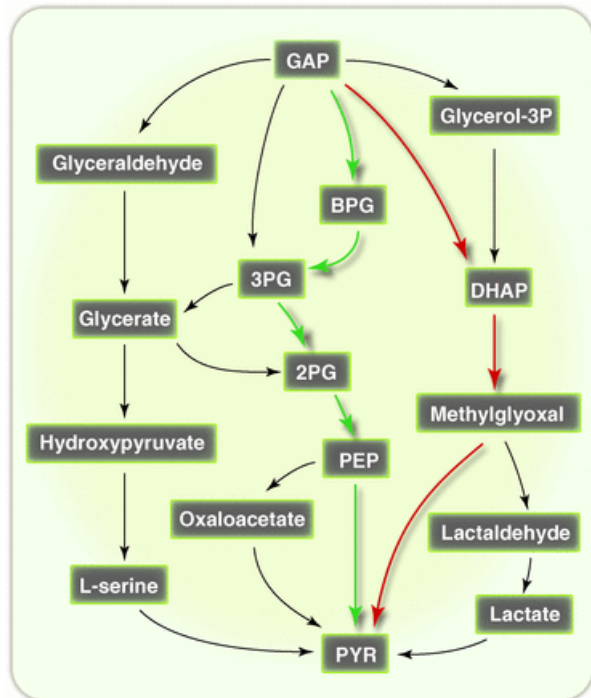 GAP
Glycerol-3P
Glyceraldehyde
BPG
3PG
DHAP
Glycerate
2PG
Methylglyoxal
Hydroxypyruvate
PEP
Oxaloacetate
Lactaldehyde
L-serine
Lactate
PYR